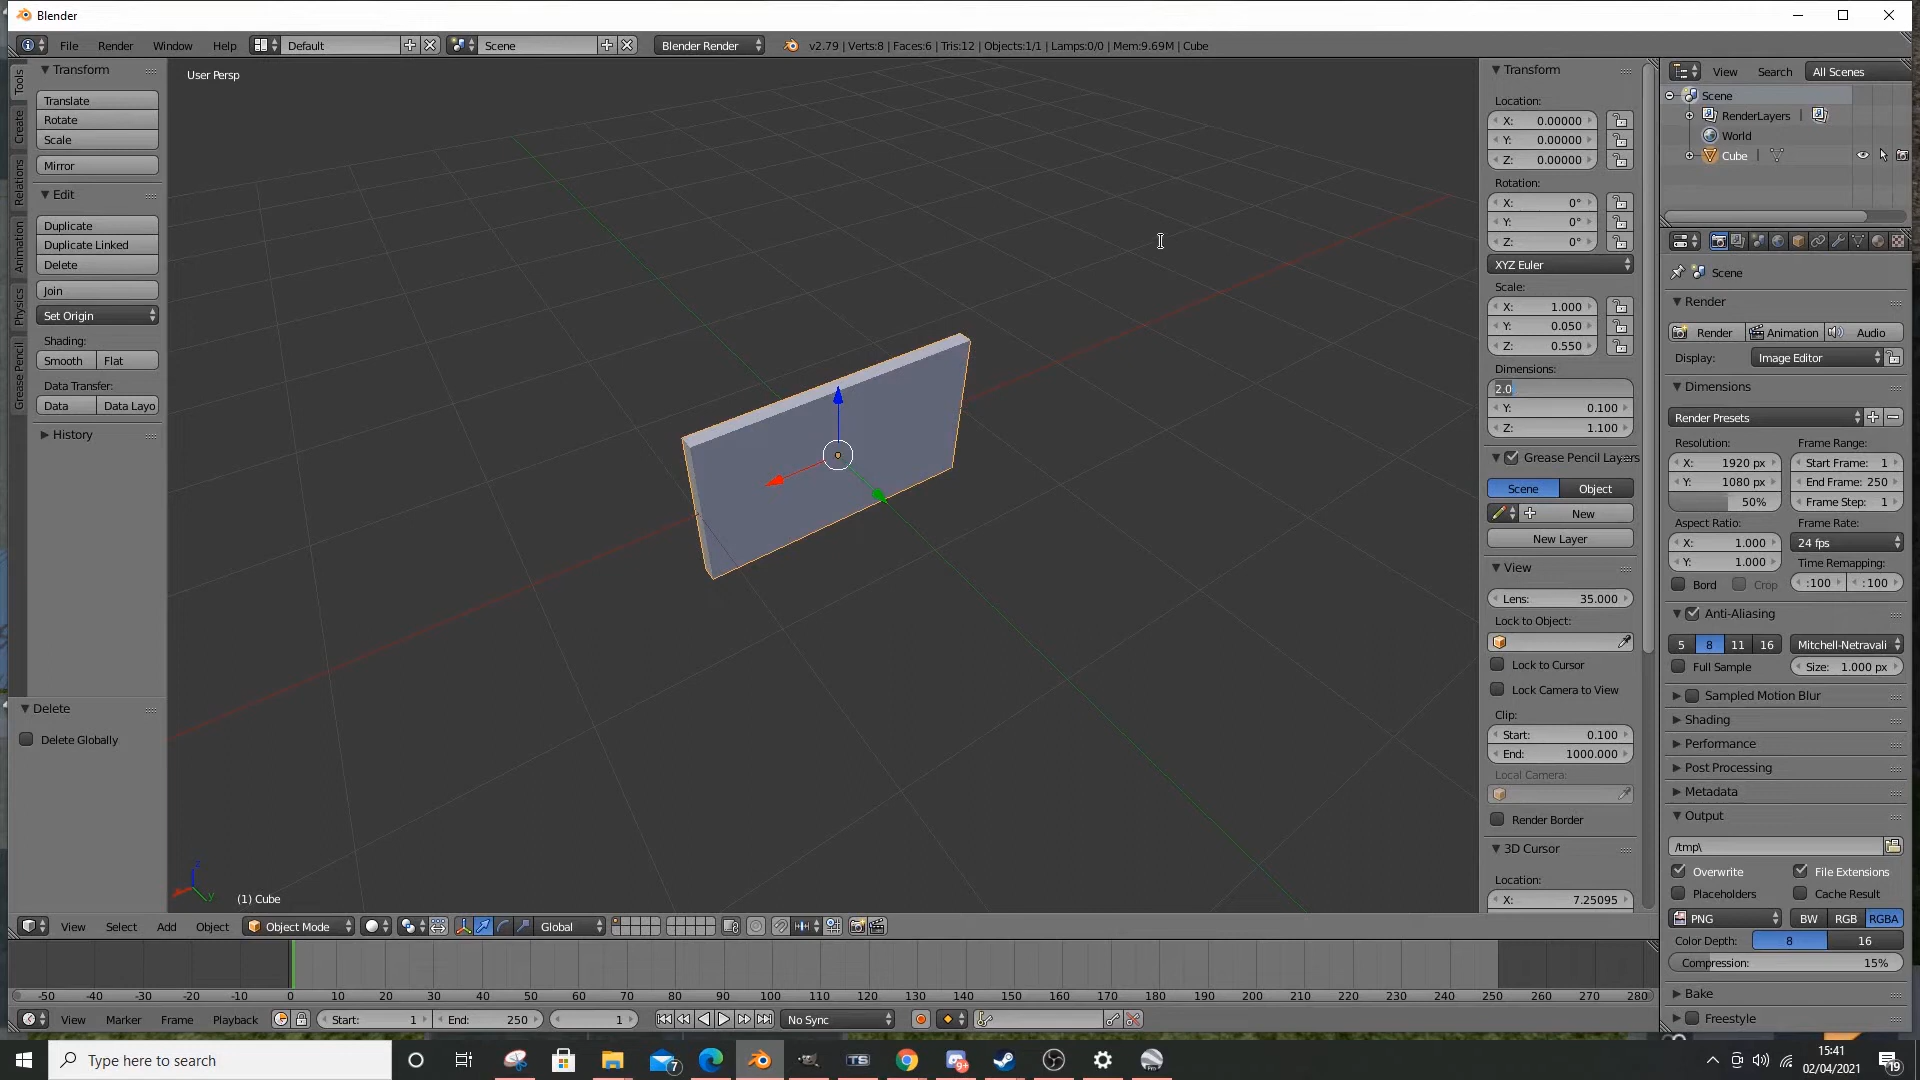 Blender
File Render Window Help Default Scene Blender Render v2.79 | Verts:8 | Faces:6 | Tris:12 | Objects:1/1 | Lamps:0/0 | Mem:9.69M | Cube
Tools
Create
Relations
Animation
Physics
Grease Pencil
Transform
Translate
Rotate
Scale
Mirror
Edit
Duplicate
Duplicate Linked
Delete
Join
Set Origin
Shading:
Smooth Flat
Data Transfer:
Data Data Layo
History
Delete
Delete Globally
User Persp
z
y
(1) Cube
Transform
Location:
X: 0.00000
Y: 0.00000
Z: 0.00000
Rotation:
X: 0°
Y: 0°
Z: 0°
XYZ Euler
Scale:
X: 1.000
Y: 0.050
Z: 0.550
Dimensions:
2.0
Y: 0.100
Z: 1.100
Grease Pencil Layers
Scene Object
New
New Layer
View
Lens: 35.000
Lock to Object:
Lock to Cursor
Lock Camera to View
Clip:
Start: 0.100
End: 1000.000
Local Camera:
Render Border
3D Cursor
Location:
X: 7.25095
View Search All Scenes
Scene
RenderLayers |
World
Cube |
Scene
Render
Render Animation Audio
Display: Image Editor
Dimensions
Render Presets
Resolution: Frame Range:
X: 1920 px Start Frame: 1
Y: 1080 px End Frame: 250
50% Frame Step: 1
Aspect Ratio: Frame Rate:
X: 1.000 24 fps
Y: 1.000 Time Remapping:
Bord Crop :100 :100
Anti-Aliasing
5 8 11 16 Mitchell-Netravali
Full Sample Size: 1.000 px
Sampled Motion Blur
Shading
Performance
Post Processing
Metadata
Output
/tmp\
Overwrite File Extensions
Placeholders Cache Result
PNG BW RGB RGBA
Color Depth: 8 16
Compression: 15%
Bake
Freestyle
View Select Add Object Object Mode Global
-50 -40 -30 -20 -10 0 10 20 30 40 50 60 70 80 90 100 110 120 130 140 150 160 170 180 190 200 210 220 230 240 250 260 270 280
View Marker Frame Playback Start: 1 End: 250 1 No Sync
Type here to search
7
TS
9+
15:41
02/04/2021
19